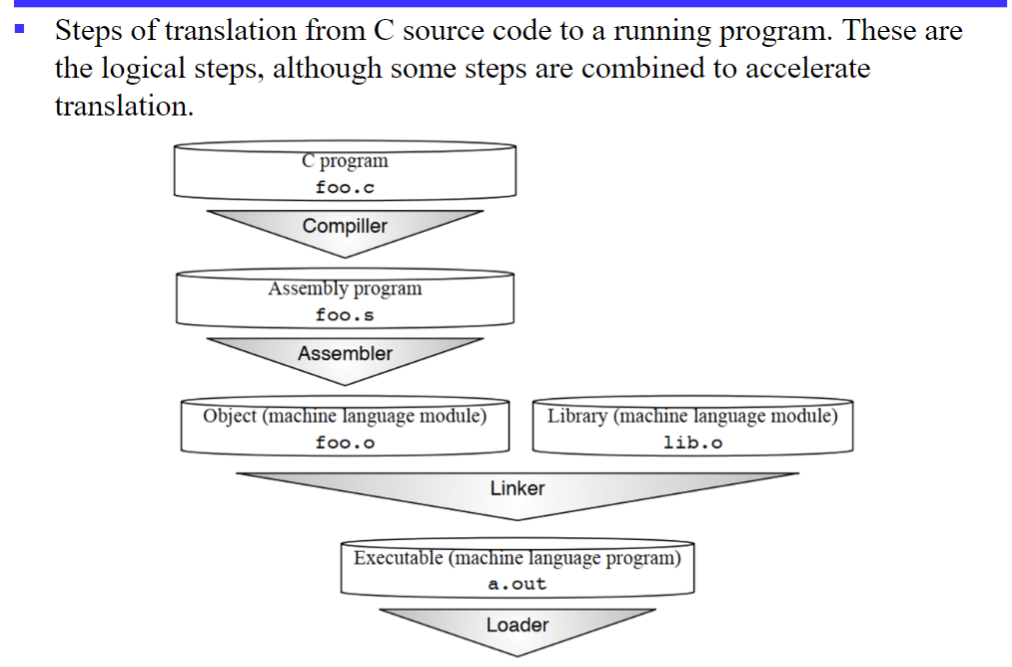 Steps of translation from C source code to a running program. These are
the logical steps, although some steps are combined to accelerate
translation.
C program
foo.c
Compiller
Assembly program
foo.s
Assembler
Object (machine language module)
foo.o
Library (machine language module)
lib.o
Linker
Executable (machine language program)
a.out
Loader